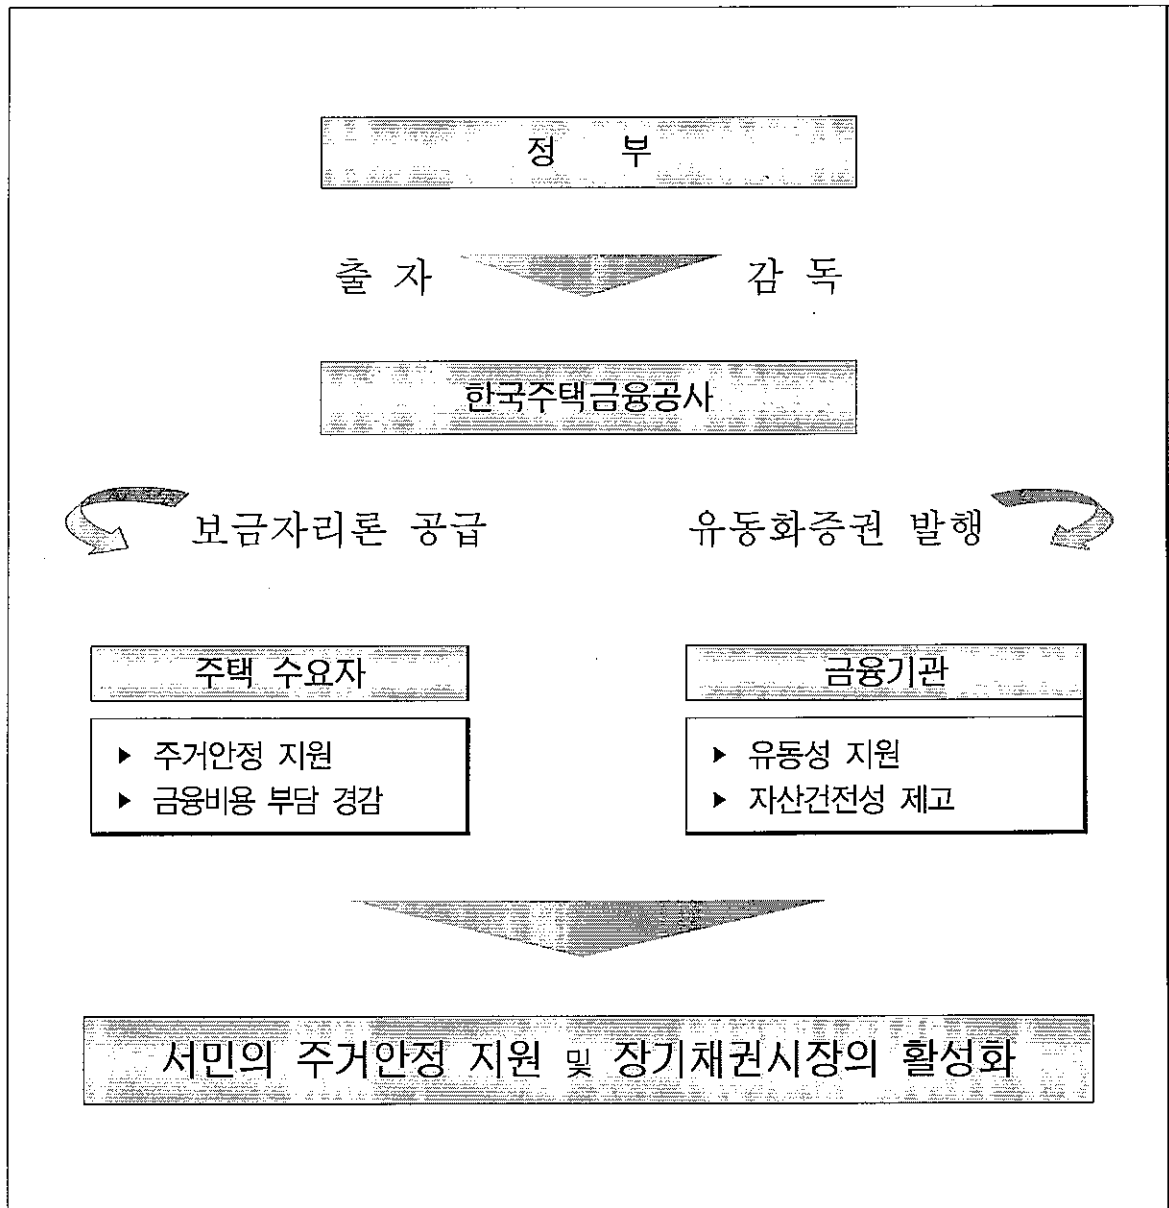 정 부
출 자 감 독
한국주택금융공사
보금자리론 공급 유동화증권 발행
주택 수요자
▶ 주거안정 지원
▶ 금융비용 부담 경감
금융기관
▶ 유동성 지원
▶ 자산건전성 제고
서민의 주거안정 지원 및 장기채권시장의 활성화